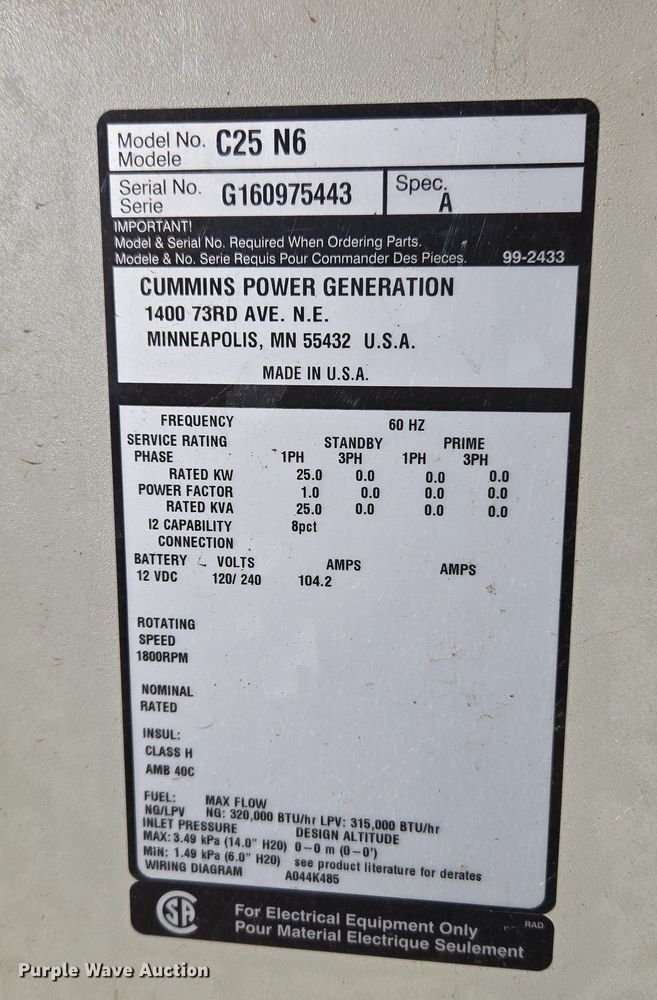 Model No. C25 N6
Modele
Serial No. G160975443 Spec. A
Serie
IMPORTANT!
Model & Serial No. Required When Ordering Parts.
Modele & No. Serie Requis Pour Commander Des Pieces. 99-2433
CUMMINS POWER GENERATION
1400 73RD AVE. N.E.
MINNEAPOLIS, MN 55432 U.S.A.
MADE IN U.S.A.
FREQUENCY 60 HZ
SERVICE RATING STANDBY PRIME
PHASE 1PH 3PH 1PH 3PH
RATED KW 25.0 0.0 0.0 0.0
POWER FACTOR 1.0 0.0 0.0 0.0
RATED KVA 25.0 0.0 0.0 0.0
I2 CAPABILITY 8pct
CONNECTION
BATTERY VOLTS AMPS AMPS
12 VDC 120/ 240 104.2
ROTATING
SPEED
1800RPM
NOMINAL
RATED
INSUL:
CLASS H
AMB 40C
FUEL: MAX FLOW
NG/LPV NG: 320,000 BTU/hr LPV: 315,000 BTU/hr
INLET PRESSURE DESIGN ALTITUDE
MAX: 3.49 kPa (14.0" H20) 0-0 m (0-0')
MIN: 1.49 kPa (6.0" H20) see product literature for derates
WIRING DIAGRAM A044K485
SA
For Electrical Equipment Only RAD
Pour Material Electrique Seulement
Purple Wave Auction